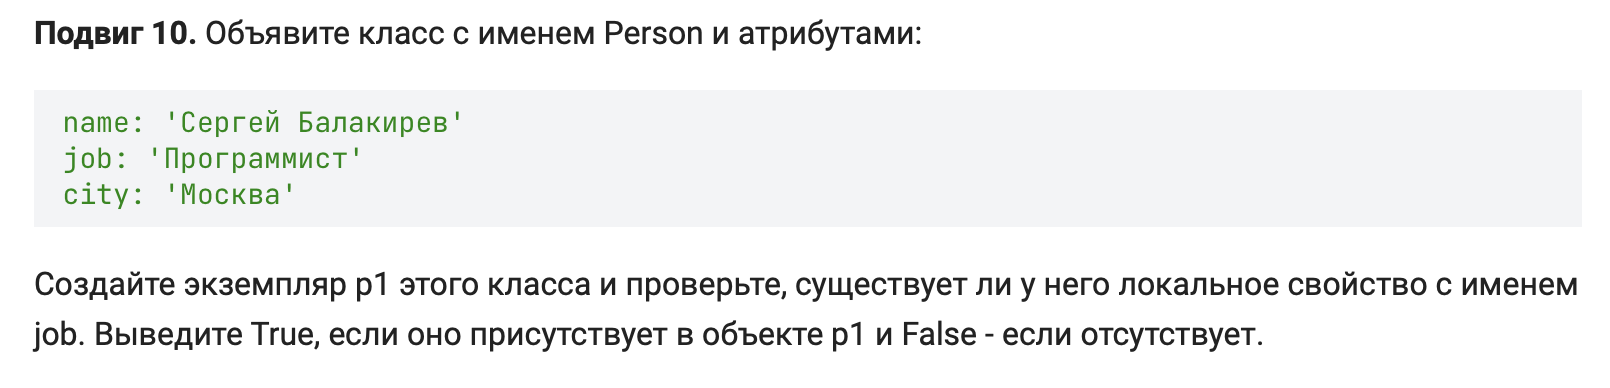 Подвиг 10. Объявите класс с именем Person и атрибутами:
name: 'Сергей Балакирев'
job: 'Программист'
city: 'Москва'
Создайте экземпляр p1 этого класса и проверьте, существует ли у него локальное свойство с именем
job. Выведите True, если оно присутствует в объекте p1 и False - если отсутствует.